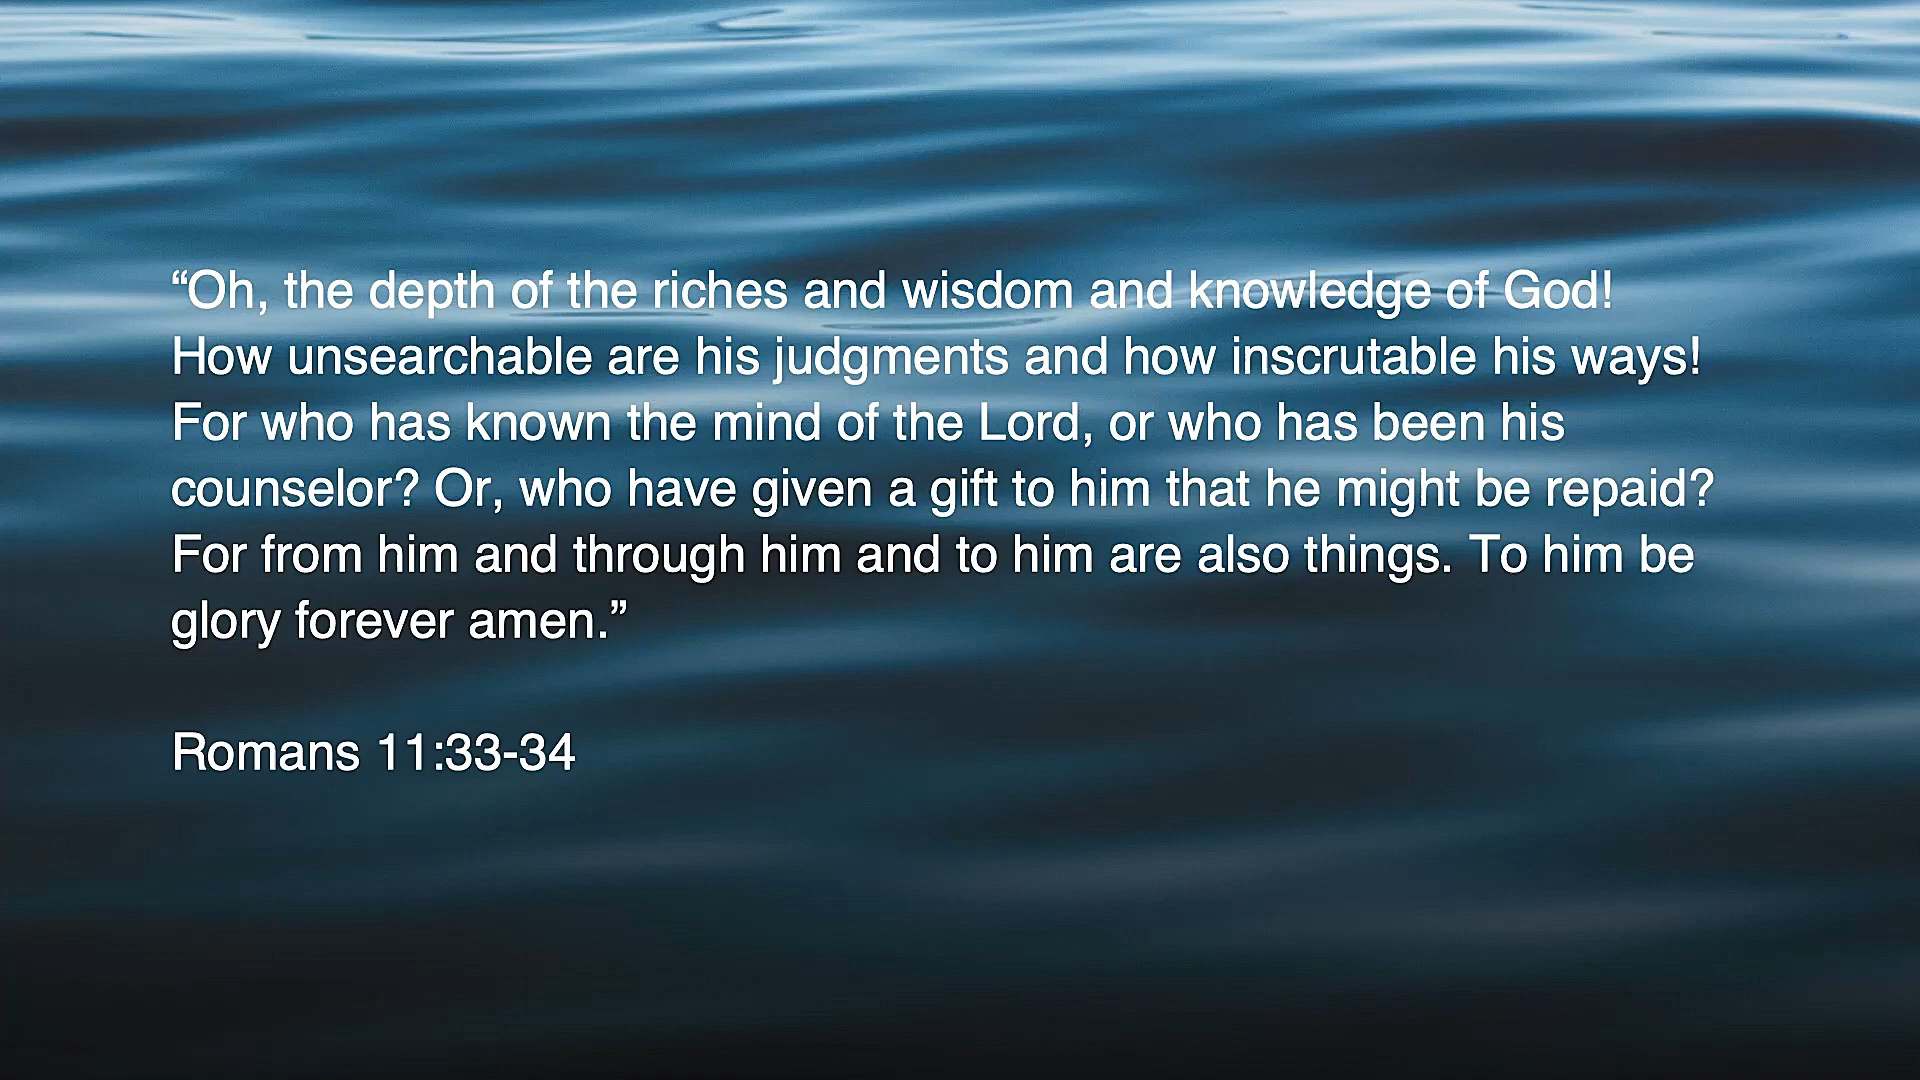 “Oh, the depth of the riches and wisdom and knowledge of God!
How unsearchable are his judgments and how inscrutable his ways!
For who has known the mind of the Lord, or who has been his
counselor? Or, who have given a gift to him that he might be repaid?
For from him and through him and to him are also things. To him be
glory forever amen.”
Romans 11:33-34